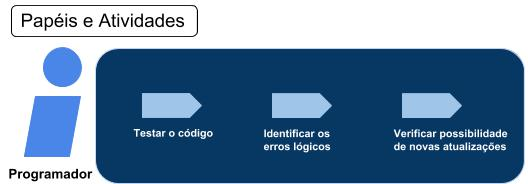 Papéis e Atividades
Testar o código
Identificar os
erros lógicos
Verificar possibilidade
de novas atualizações
Programador